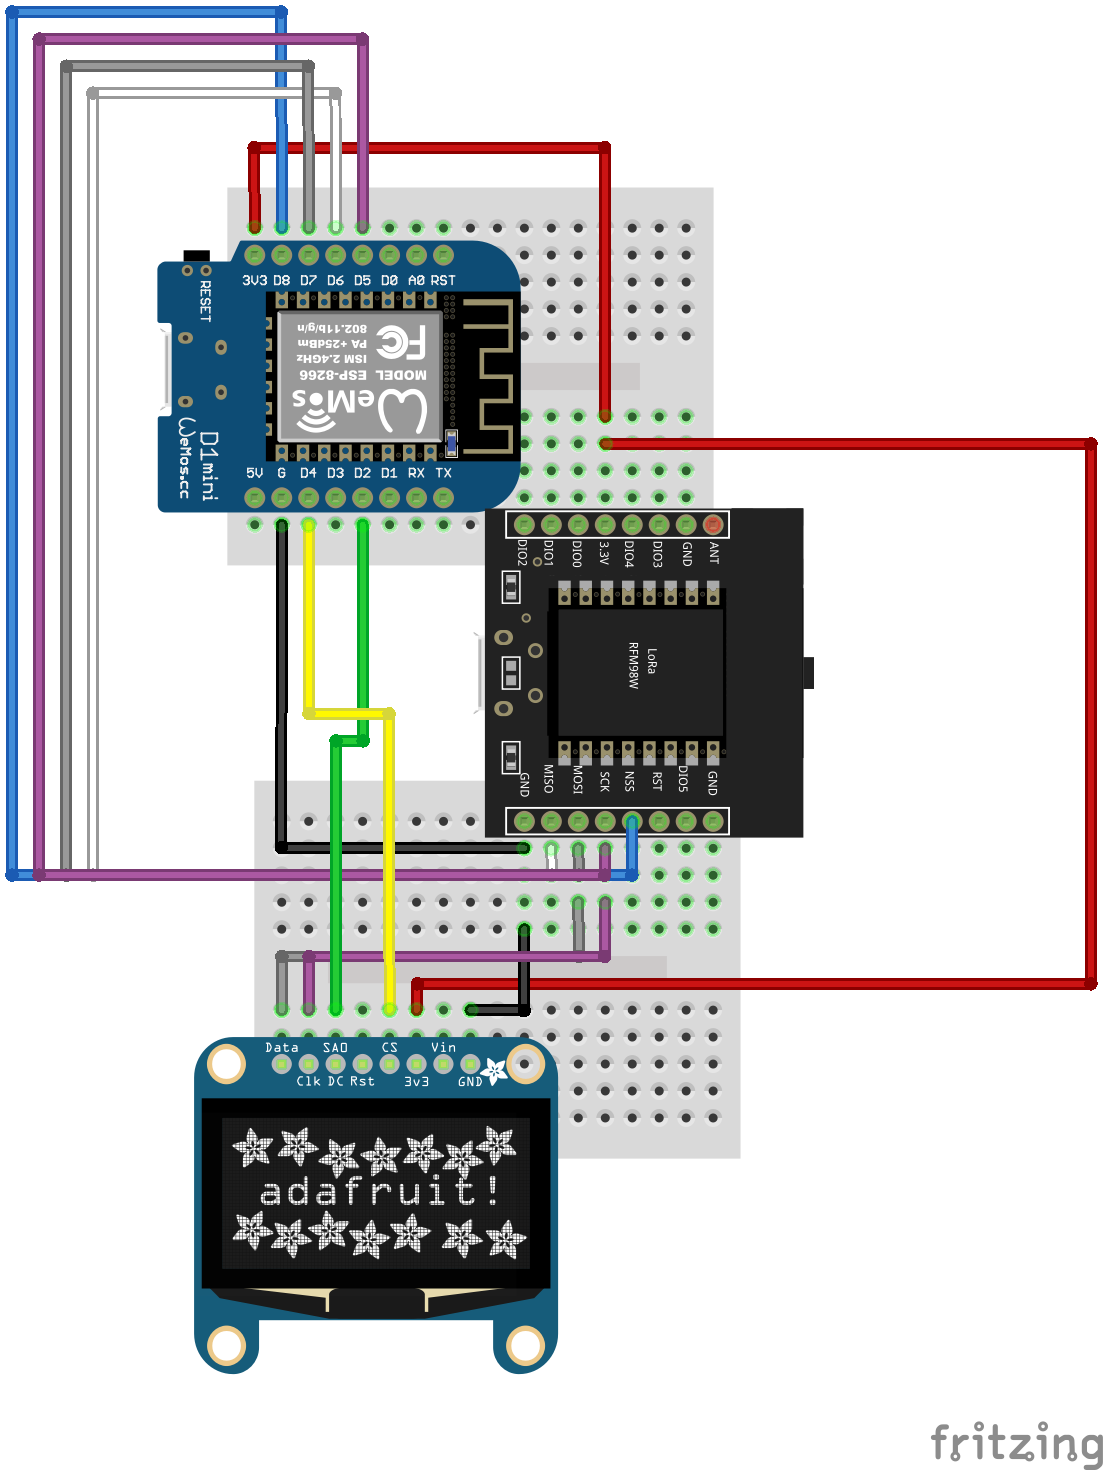 3V3 D8 D7 D6 D5 D0 A0 RST
RESET
WeMos
MODEL ESP-8266
ISM 2.4GHz
PA +25dBm
802.11b/g/n
FC
D1 mini
WeMos.cc
5V G D4 D3 D2 D1 RX TX
DIO2 DIO1 DIO0 3.3V DIO4 DIO3 GND ANT
LoRa
RFM98W
GND MISO MOSI SCK NSS RST DIO5 GND
Data SAO CS Vin
Clk DC Rst 3v3 GND
adafruit!
fritzing